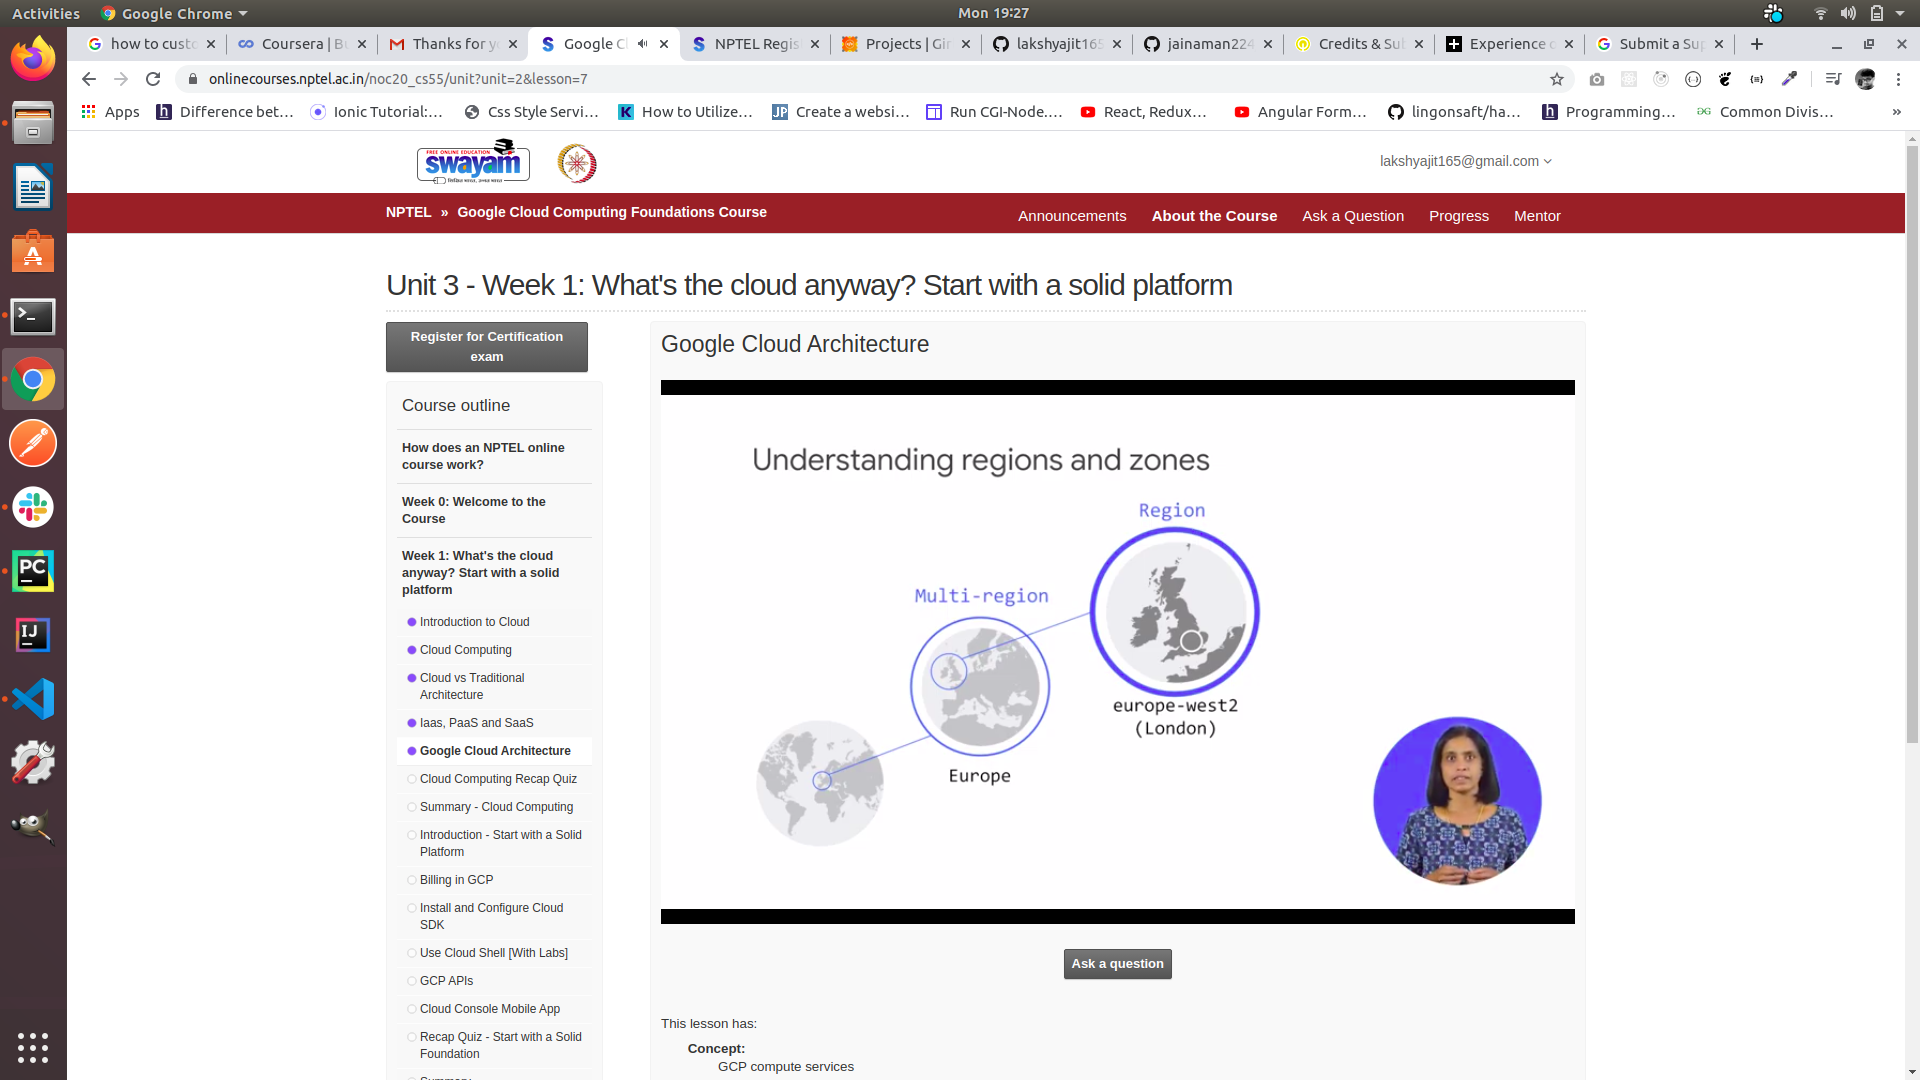 Activities Google Chrome Mon 19:27
how to custo Coursera | Bu Thanks for yo Google Cl NPTEL Regis Projects | Gir lakshyajit165 jainaman224 Credits & Sub Experience c Submit a Sup
onlinecourses.nptel.ac.in/noc20_cs55/unit?unit=2&lesson=7
Apps Difference bet… Ionic Tutorial:… Css Style Servi… How to Utilize… Create a websi… Run CGI-Node.… React, Redux… Angular Form… lingonsaft/ha… Programming… Common Divis… »
FREE ONLINE EDUCATION
swayam
शिक्षित भारत, उन्नत भारत
lakshyajit165@gmail.com
NPTEL » Google Cloud Computing Foundations Course
Announcements About the Course Ask a Question Progress Mentor
Unit 3 - Week 1: What's the cloud anyway? Start with a solid platform
Register for Certification
exam
Course outline
How does an NPTEL online
course work?
Week 0: Welcome to the
Course
Week 1: What's the cloud
anyway? Start with a solid
platform
Introduction to Cloud
Cloud Computing
Cloud vs Traditional
Architecture
Iaas, PaaS and SaaS
Google Cloud Architecture
Cloud Computing Recap Quiz
Summary - Cloud Computing
Introduction - Start with a Solid
Platform
Billing in GCP
Install and Configure Cloud
SDK
Use Cloud Shell [With Labs]
GCP APIs
Cloud Console Mobile App
Recap Quiz - Start with a Solid
Foundation
Summary
Google Cloud Architecture
Understanding regions and zones
Region
Multi-region
europe-west2
(London)
Europe
Ask a question
This lesson has:
Concept:
GCP compute services